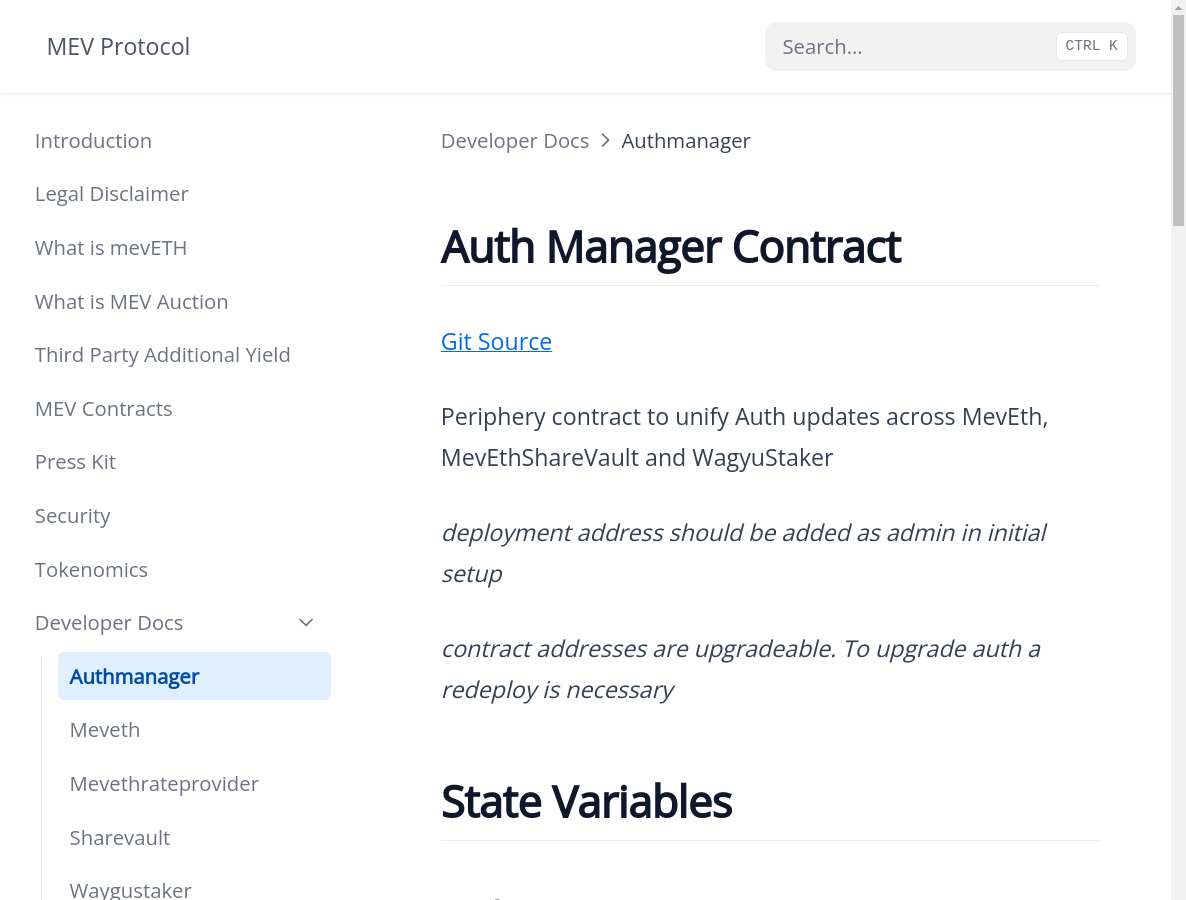 MEV Protocol
Search…
CTRL K
Introduction
Legal Disclaimer
What is mevETH
What is MEV Auction
Third Party Additional Yield
MEV Contracts
Press Kit
Security
Tokenomics
Developer Docs
Authmanager
Meveth
Mevethrateprovider
Sharevault
Waygustaker
Developer Docs > Authmanager
Auth Manager Contract
Git Source
Periphery contract to unify Auth updates across MevEth,
MevEthShareVault and WagyuStaker
deployment address should be added as admin in initial
setup
contract addresses are upgradeable. To upgrade auth a
redeploy is necessary
State Variables